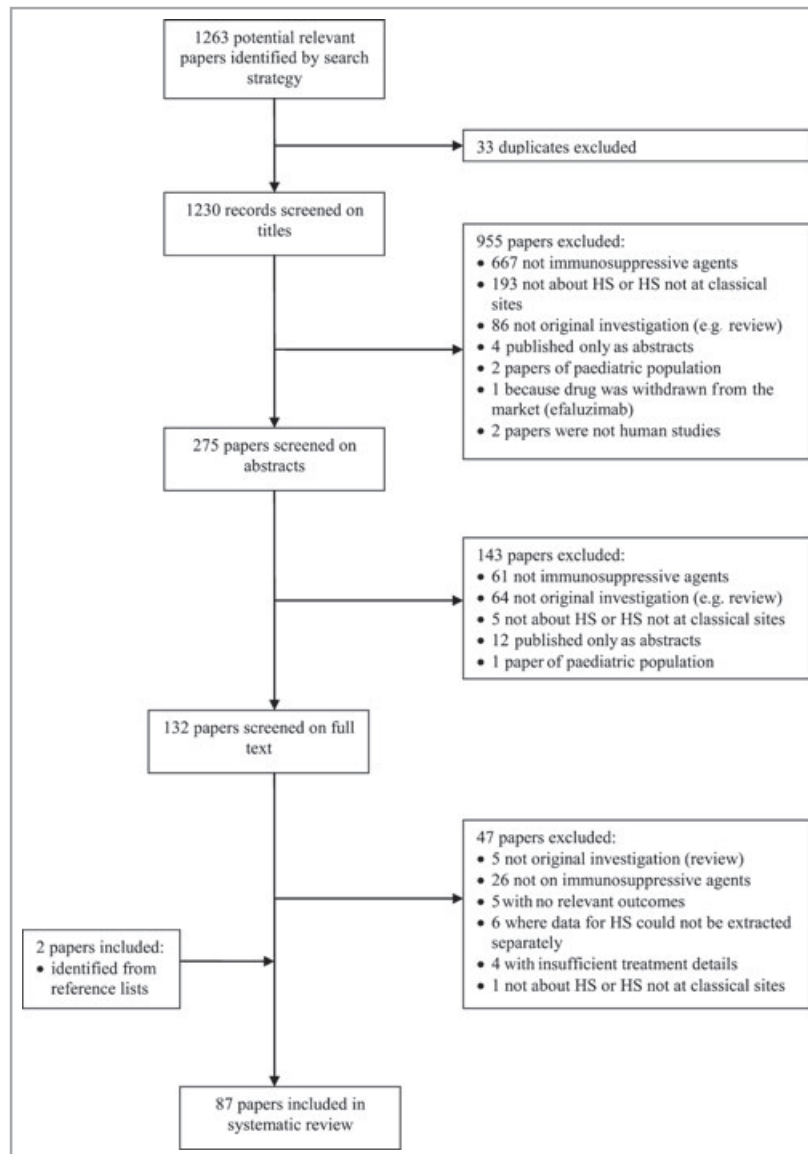 1263 potential relevant
papers identified by search
strategy
33 duplicates excluded
1230 records screened on
titles
955 papers excluded:
• 667 not immunosuppressive agents
• 193 not about HS or HS not at classical
sites
• 86 not original investigation (e.g. review)
• 4 published only as abstracts
• 2 papers of paediatric population
• 1 because drug was withdrawn from the
market (efaluzimab)
• 2 papers were not human studies
275 papers screened on
abstracts
143 papers excluded:
• 61 not immunosuppressive agents
• 64 not original investigation (e.g. review)
• 5 not about HS or HS not at classical sites
• 12 published only as abstracts
• 1 paper of paediatric population
132 papers screened on full
text
47 papers excluded:
• 5 not original investigation (review)
• 26 not on immunosuppressive agents
• 5 with no relevant outcomes
• 6 where data for HS could not be extracted
separately
• 4 with insufficient treatment details
• 1 not about HS or HS not at classical sites
2 papers included:
• identified from
reference lists
87 papers included in
systematic review